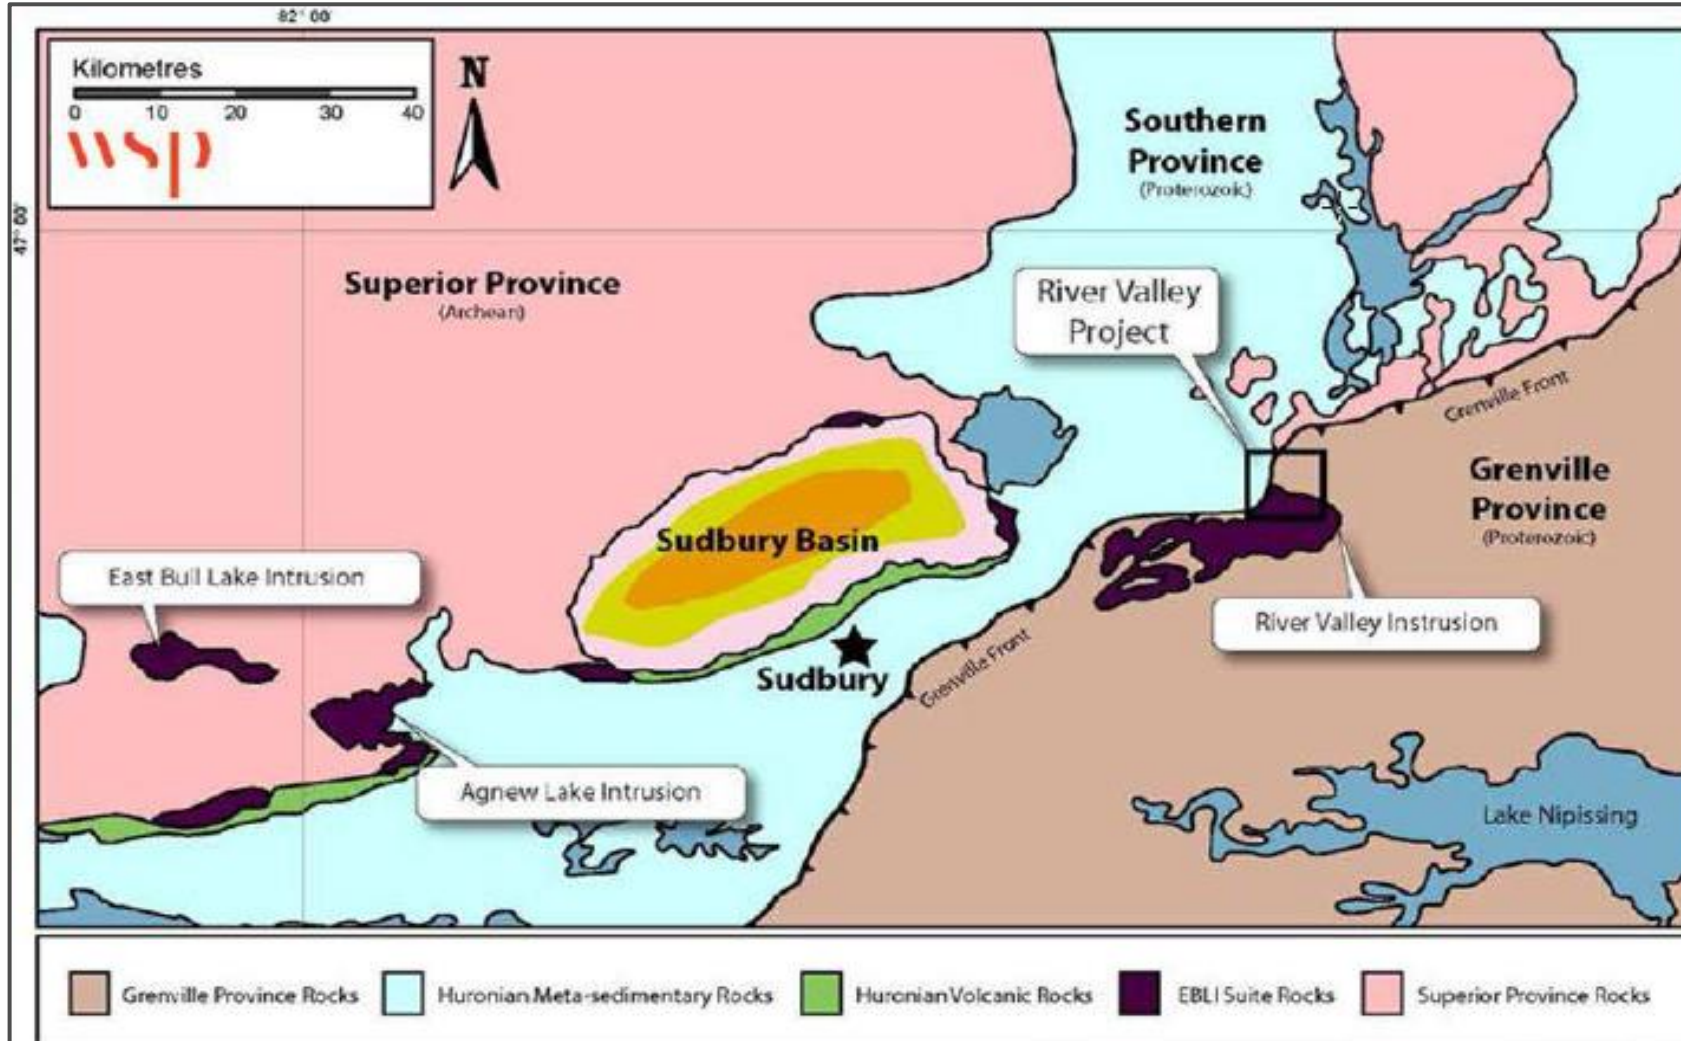 82° 00'
Kilometres
0 10 20 30 40
wsp
N
47° 00'
Southern
Province
(Proterozoic)
Superior Province
(Archean)
River Valley
Project
Grenville Front
Grenville
Province
(Proterozoic)
Sudbury Basin
East Bull Lake Intrusion
River Valley Instrusion
Grenville Front
Sudbury
Agnew Lake Intrusion
Lake Nipissing
Grenville Province Rocks
Huronian Meta-sedimentary Rocks
Huronian Volcanic Rocks
EBLI Suite Rocks
Superior Province Rocks